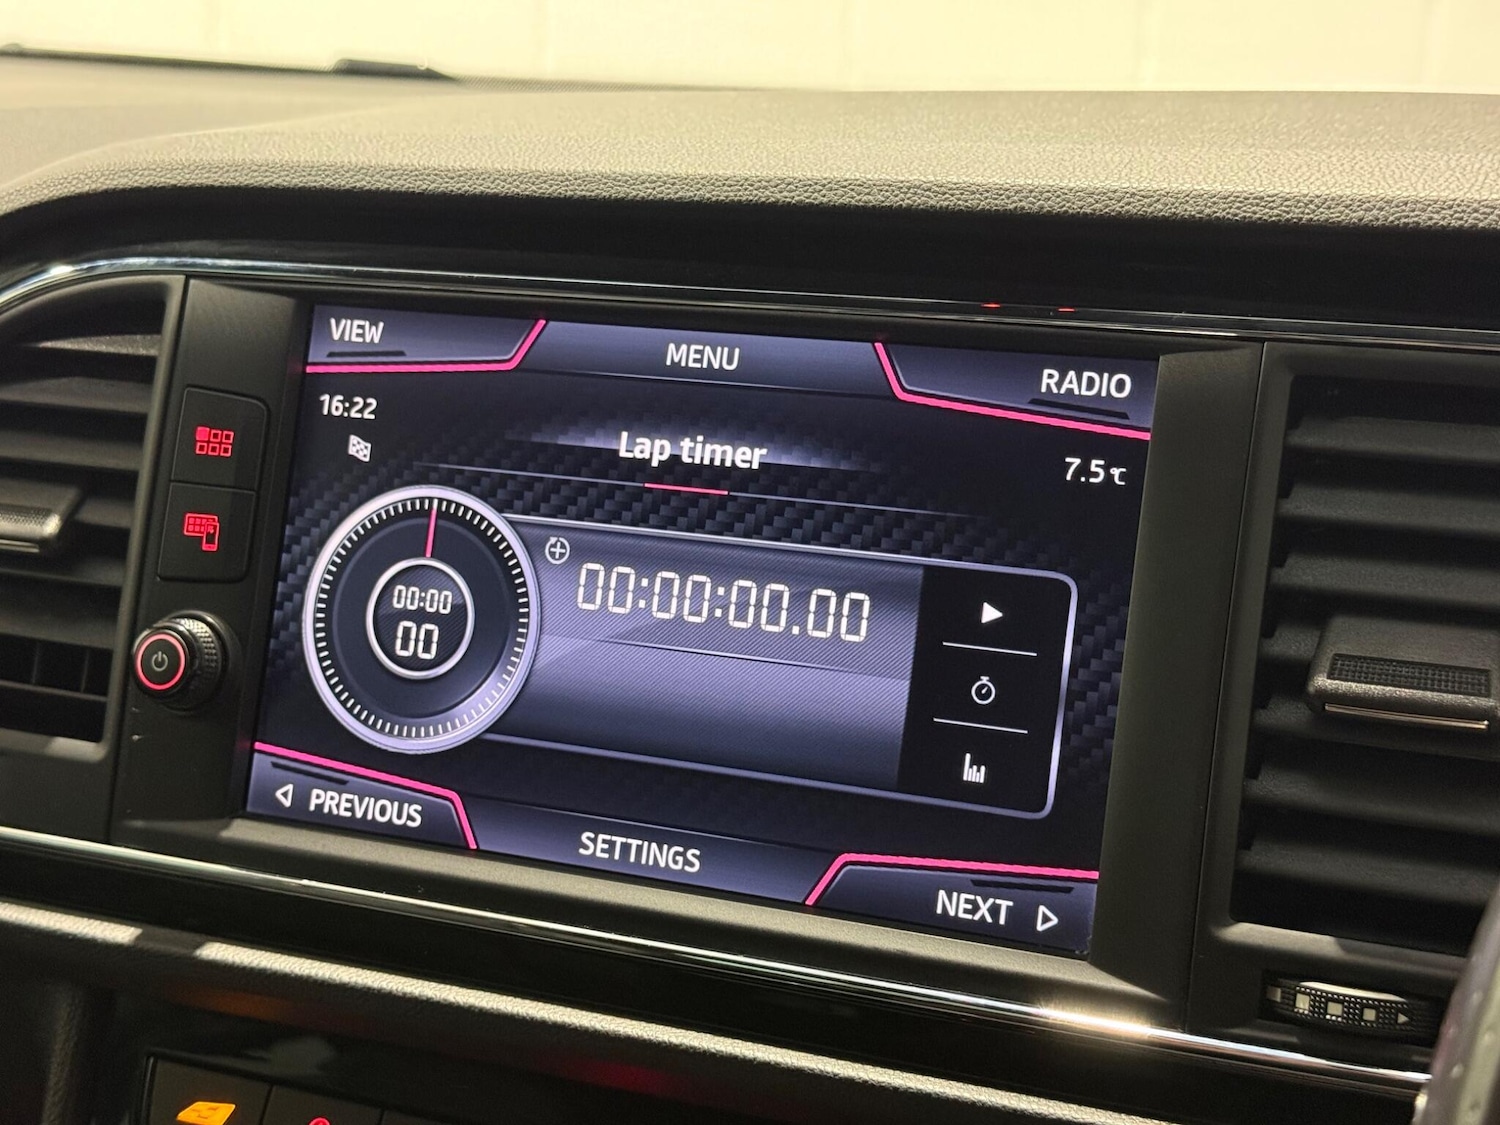 VIEW
MENU
RADIO
16:22
Lap timer
7.5°C
00:00
00
00:00:00.00
PREVIOUS
SETTINGS
NEXT